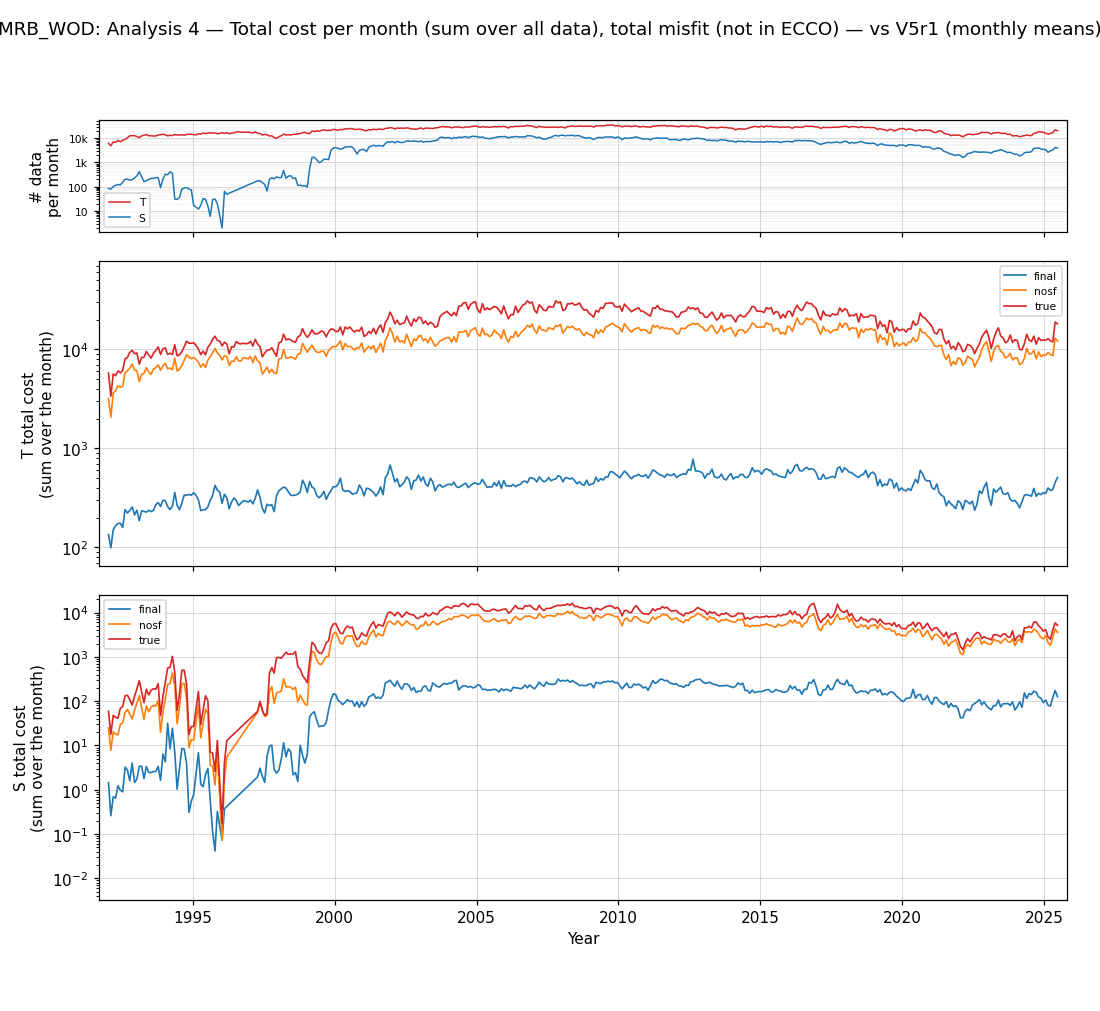 MRB_WOD: Analysis 4 — Total cost per month (sum over all data), total misfit (not in ECCO) — vs V5r1 (monthly means)
# data
per month
10k
1k
100
10
T
S
T total cost
(sum over the month)
10⁴
10³
10²
final
nosf
true
S total cost
(sum over the month)
10⁴
10³
10²
10¹
10⁰
10⁻¹
10⁻²
final
nosf
true
1995
2000
2005
2010
2015
2020
2025
Year